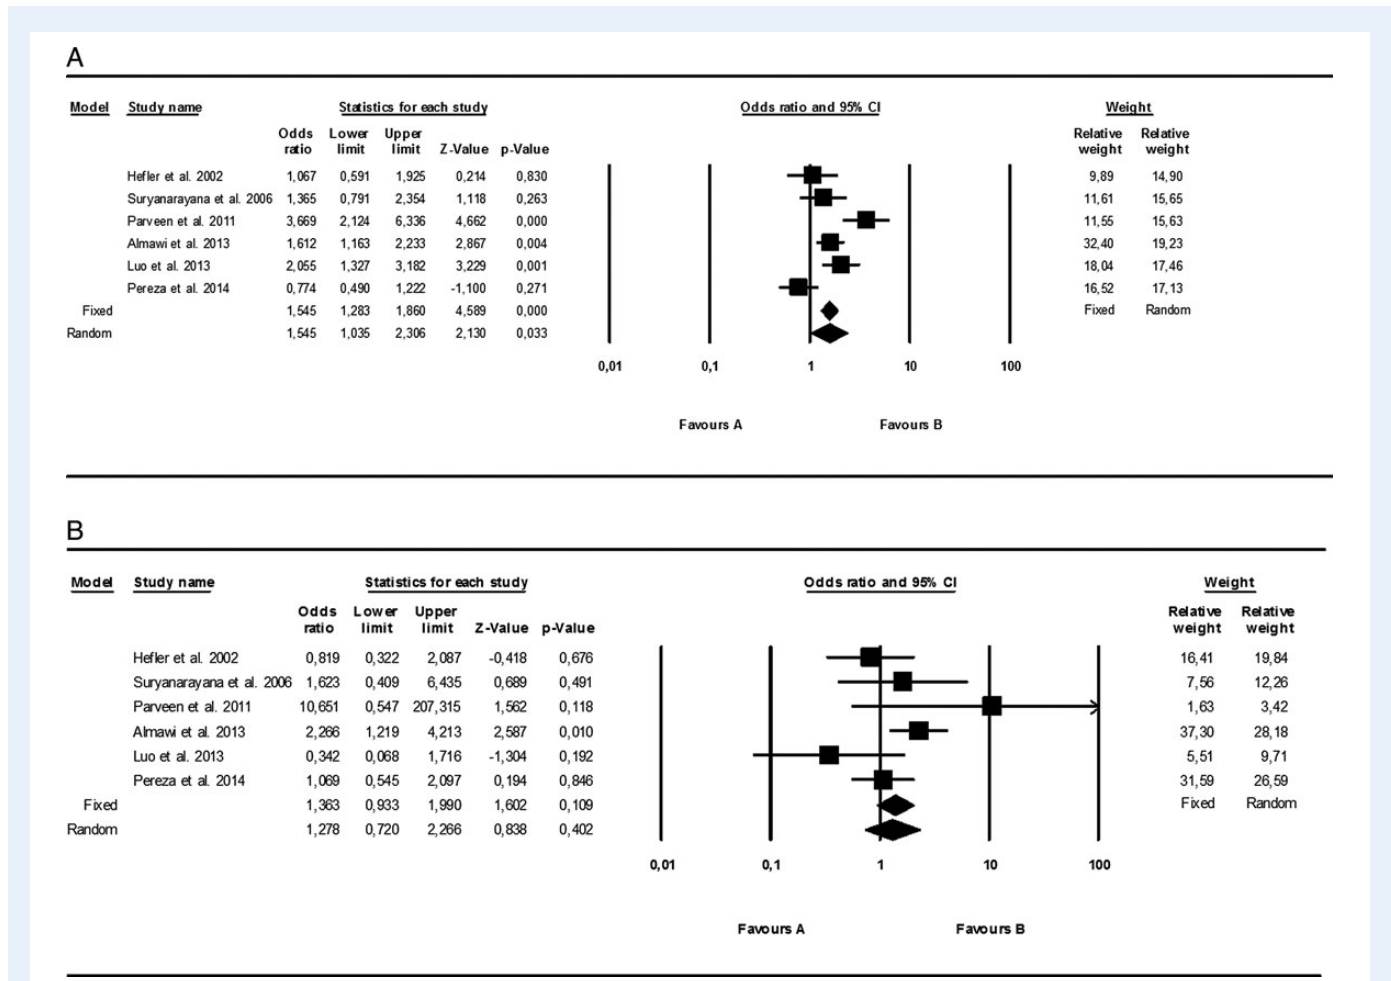 A
Model Study name Statistics for each study Odds ratio and 95% CI Weight
Odds Lower Upper Relative Relative
ratio limit limit Z-Value p-Value weight weight
Hefler et al. 2002 1,067 0,591 1,925 0,214 0,830 9,89 14,90
Suryanarayana et al. 2006 1,365 0,791 2,354 1,118 0,263 11,61 15,65
Parveen et al. 2011 3,669 2,124 6,336 4,662 0,000 11,55 15,63
Almawi et al. 2013 1,612 1,163 2,233 2,867 0,004 32,40 19,23
Luo et al. 2013 2,055 1,327 3,182 3,229 0,001 18,04 17,46
Pereza et al. 2014 0,774 0,490 1,222 -1,100 0,271 16,52 17,13
Fixed 1,545 1,283 1,860 4,589 0,000 Fixed Random
Random 1,545 1,035 2,306 2,130 0,033
0,01 0,1 1 10 100
Favours A Favours B
B
Model Study name Statistics for each study Odds ratio and 95% CI Weight
Odds Lower Upper Relative Relative
ratio limit limit Z-Value p-Value weight weight
Hefler et al. 2002 0,819 0,322 2,087 -0,418 0,676 16,41 19,84
Suryanarayana et al. 2006 1,623 0,409 6,435 0,689 0,491 7,56 12,26
Parveen et al. 2011 10,651 0,547 207,315 1,562 0,118 1,63 3,42
Almawi et al. 2013 2,266 1,219 4,213 2,587 0,010 37,30 28,18
Luo et al. 2013 0,342 0,068 1,716 -1,304 0,192 5,51 9,71
Pereza et al. 2014 1,069 0,545 2,097 0,194 0,846 31,59 26,59
Fixed 1,363 0,933 1,990 1,602 0,109 Fixed Random
Random 1,278 0,720 2,266 0,838 0,402
0,01 0,1 1 10 100
Favours A Favours B